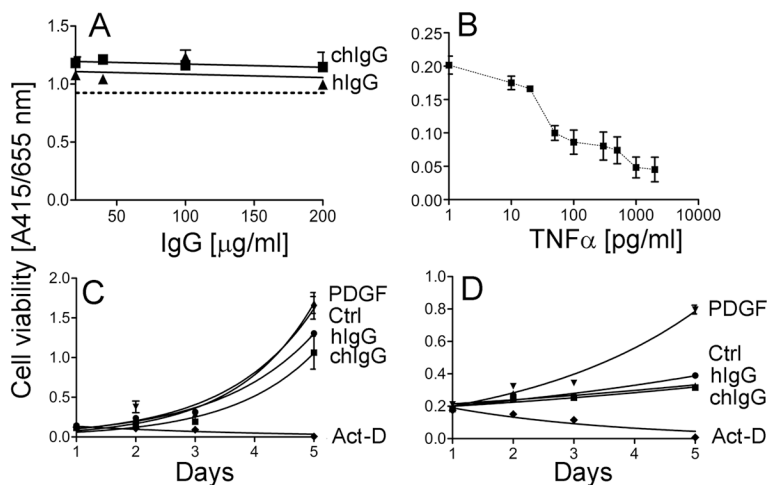 Cell viability [A415/655 nm]
A
1.5
1.0
0.5
0.0
chIgG
hIgG
50
100
150
200
IgG [μg/ml]
B
0.20
0.15
0.10
0.05
0.00
1
10
100
1000
10000
TNFα [pg/ml]
C
2.0
1.5
1.0
0.5
0.0
PDGF
Ctrl
hIgG
chIgG
Act-D
1
2
3
4
5
Days
D
1.0
0.8
0.6
0.4
0.2
0.0
PDGF
Ctrl
hIgG
chIgG
Act-D
1
2
3
4
5
Days